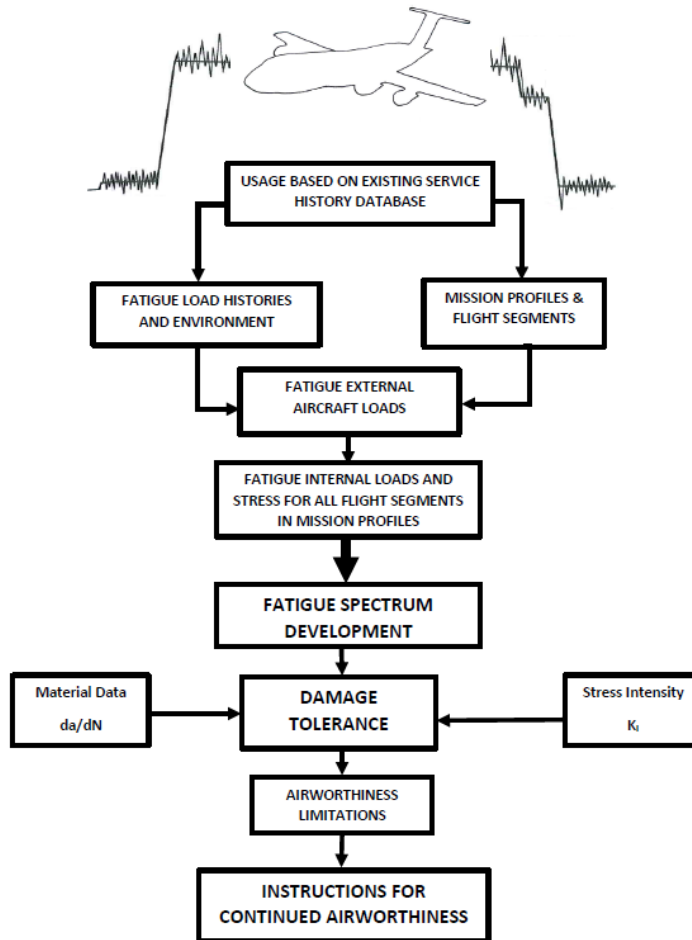 USAGE BASED ON EXISTING SERVICE
HISTORY DATABASE
FATIGUE LOAD HISTORIES
AND ENVIRONMENT
MISSION PROFILES &
FLIGHT SEGMENTS
FATIGUE EXTERNAL
AIRCRAFT LOADS
FATIGUE INTERNAL LOADS AND
STRESS FOR ALL FLIGHT SEGMENTS
IN MISSION PROFILES
FATIGUE SPECTRUM
DEVELOPMENT
Material Data
da/dN
DAMAGE
TOLERANCE
Stress Intensity
Kᵢ
AIRWORTHINESS
LIMITATIONS
INSTRUCTIONS FOR
CONTINUED AIRWORTHINESS